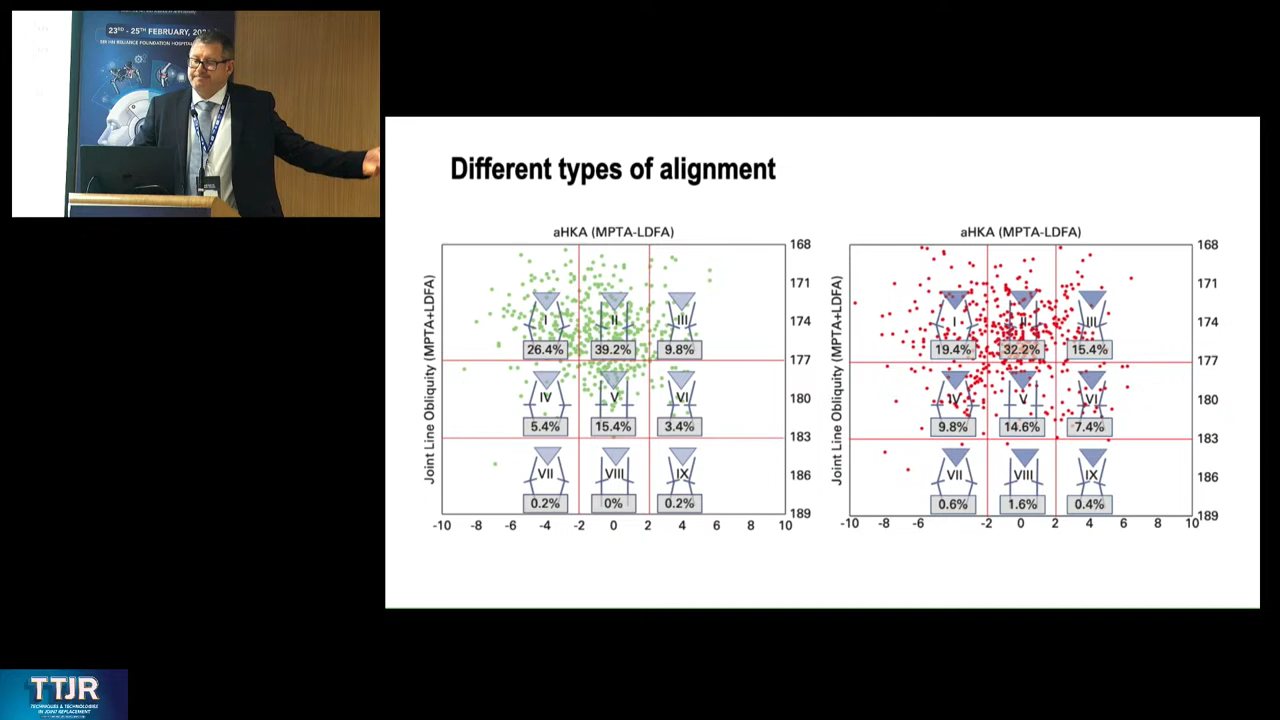 23RD - 25TH FEBRUARY, 20
SIR HN RELIANCE FOUNDATION HOSPITAL
Different types of alignment
aHKA (MPTA-LDFA)
Joint Line Obliquity (MPTA+LDFA)
168
171
174
177
180
183
186
189
I
II
III
26.4%
39.2%
9.8%
IV
V
VI
5.4%
15.4%
3.4%
VII
VIII
IX
0.2%
0%
0.2%
-10
-8
-6
-4
-2
0
2
4
6
8
10
aHKA (MPTA-LDFA)
Joint Line Obliquity (MPTA+LDFA)
168
171
174
177
180
183
186
189
I
II
III
19.4%
32.2%
15.4%
IV
V
VI
9.8%
14.6%
7.4%
VII
VIII
IX
0.6%
1.6%
0.4%
-10
-8
-6
-2
0
2
4
6
8
10
TTJR
TECHNIQUES & TECHNOLOGIES
IN JOINT REPLACEMENT